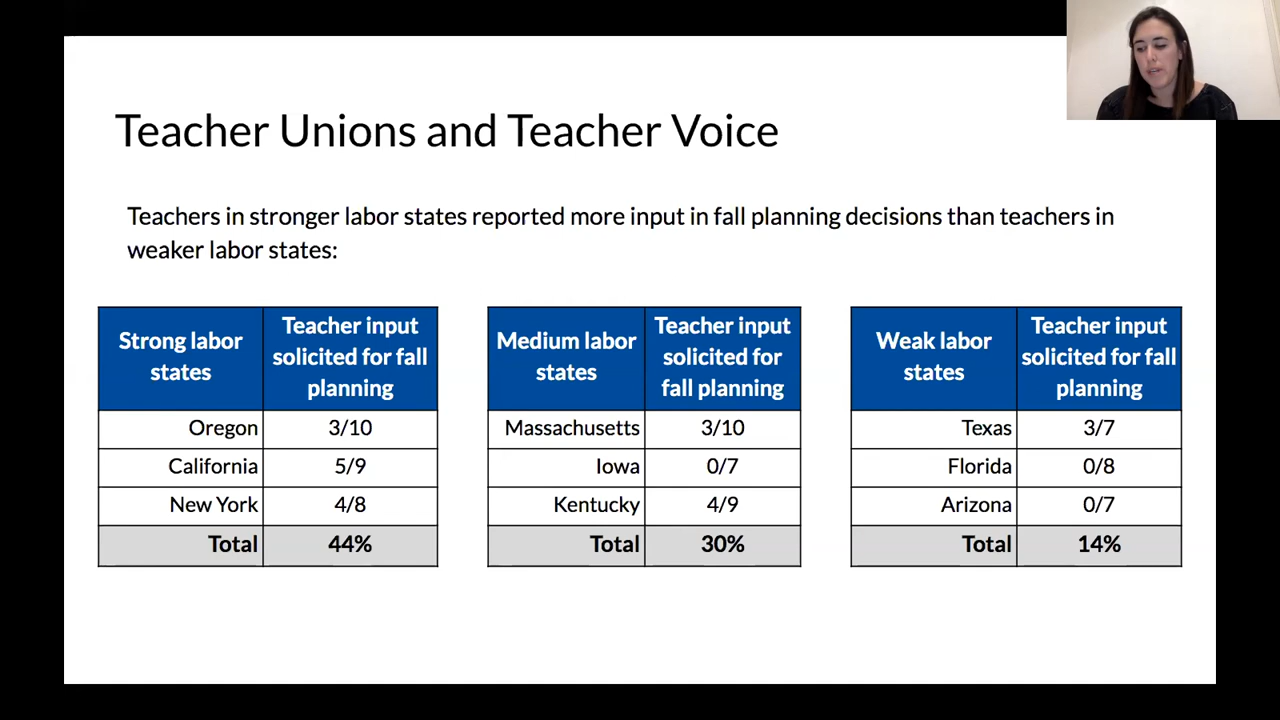 Teacher Unions and Teacher Voice
Teachers in stronger labor states reported more input in fall planning decisions than teachers in
weaker labor states:
Strong labor
states
Teacher input
solicited for fall
planning
Oregon 3/10
California 5/9
New York 4/8
Total 44%
Medium labor
states
Teacher input
solicited for
fall planning
Massachusetts 3/10
Iowa 0/7
Kentucky 4/9
Total 30%
Weak labor
states
Teacher input
solicited for fall
planning
Texas 3/7
Florida 0/8
Arizona 0/7
Total 14%